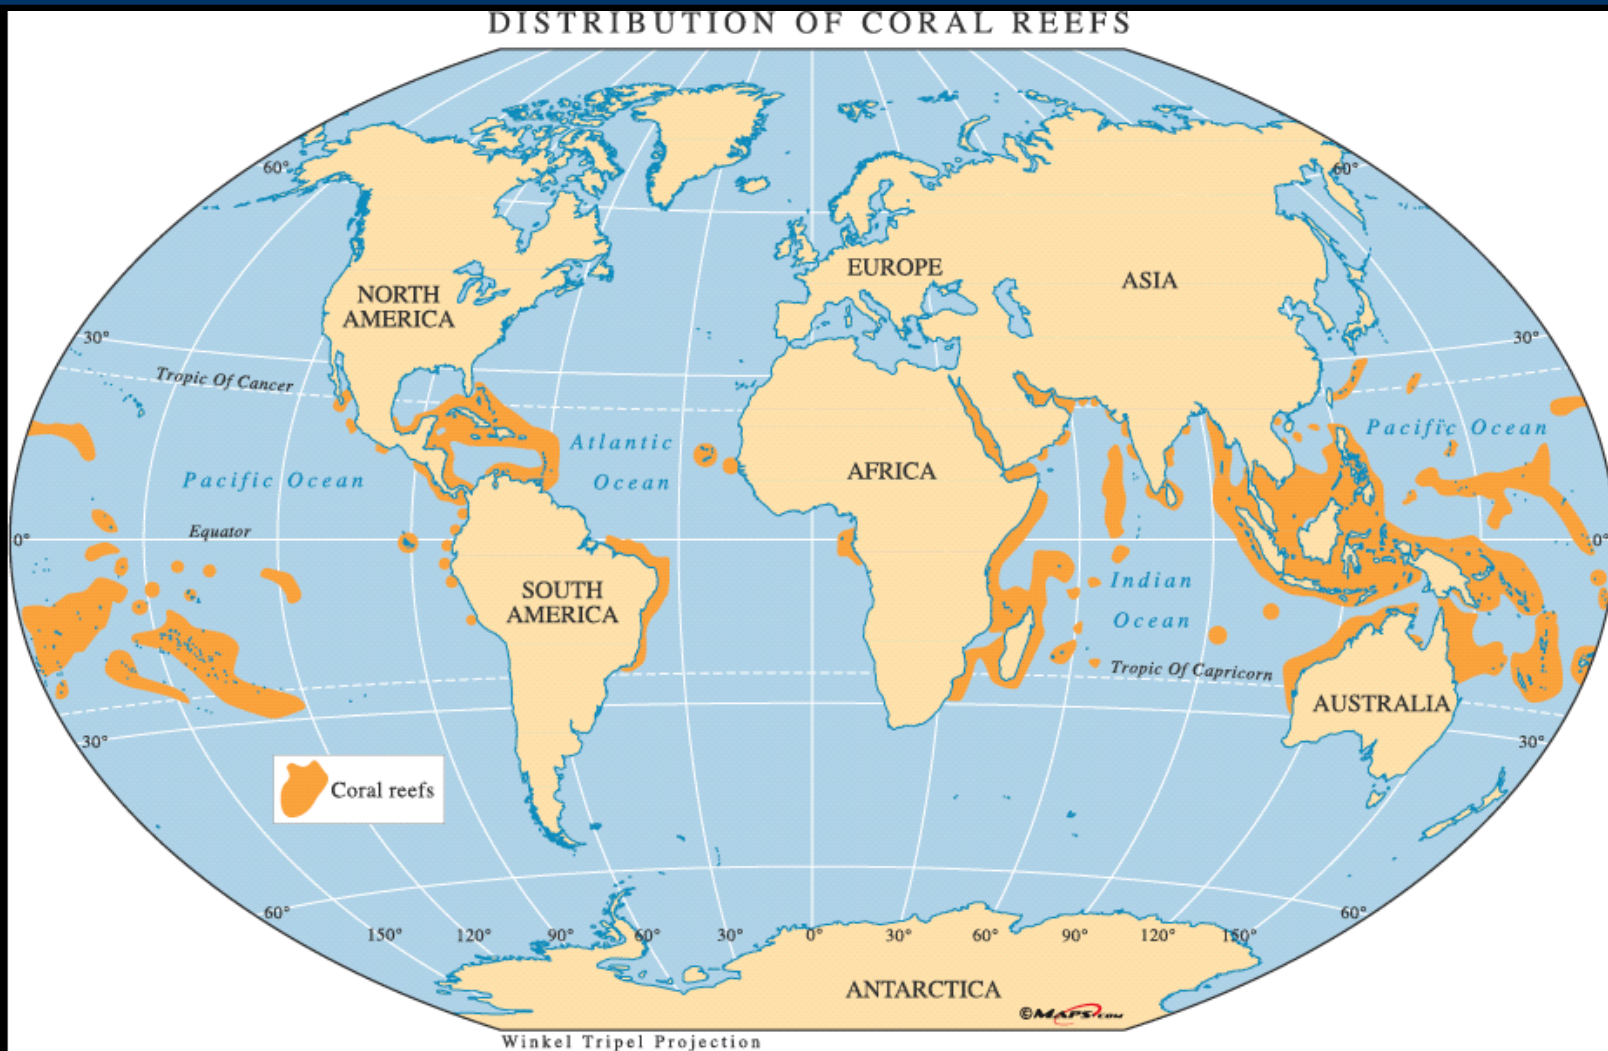 DISTRIBUTION OF CORAL REEFS
60°
60°
EUROPE
ASIA
NORTH
AMERICA
30°
30°
Tropic Of Cancer
Pacific Ocean
Atlantic
Ocean
AFRICA
Pacific Ocean
Equator
0°
0°
Indian
Ocean
SOUTH
AMERICA
Tropic Of Capricorn
AUSTRALIA
30°
30°
Coral reefs
60°
60°
150°
120°
90°
60°
30°
0°
30°
60°
90°
120°
150°
ANTARCTICA
©MAPS.COM
Winkel Tripel Projection